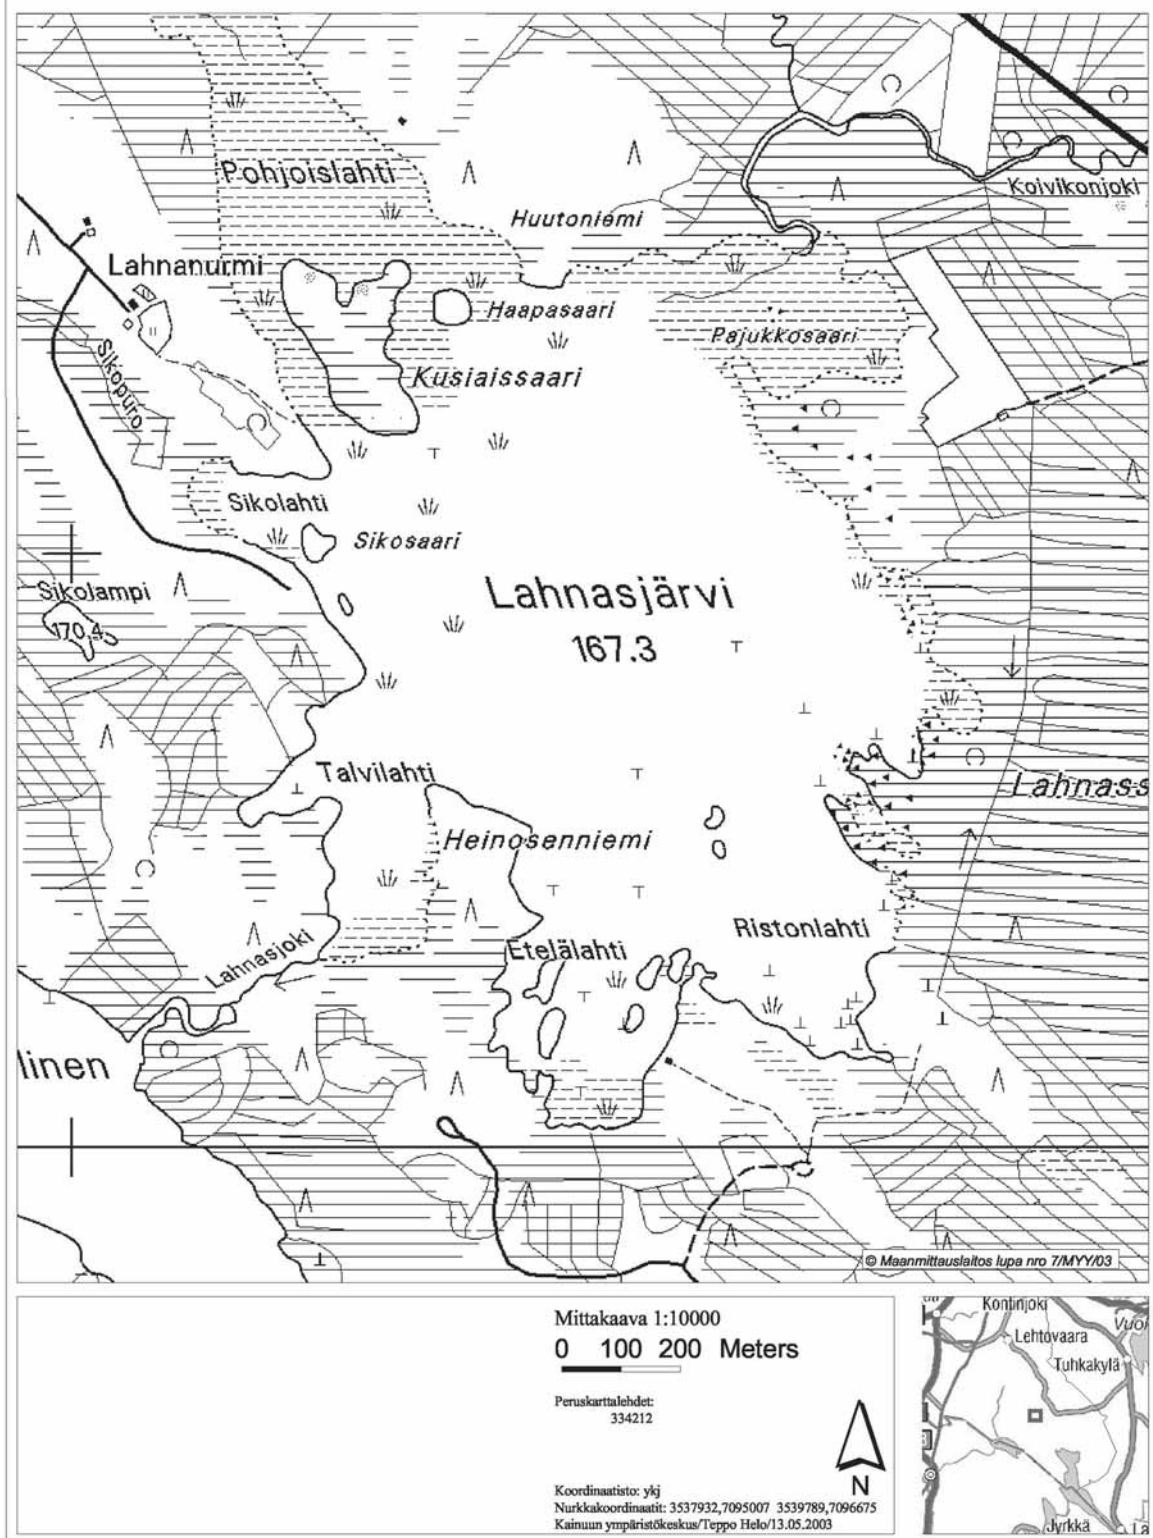 Pohjoislahti
Koivikonjoki
Huutoniemi
Lahnanurmi
Haapasaari
Pajukkosaari
Kusiaissaari
Sikopuro
Sikolahti
Sikosaari
Lahnasjärvi
167.3
Sikolampi
170,4
Talvilahti
Lahnass
Heinosenniemi
Ristonlahti
Etelälahti
Lahnasjoki
linen
© Maanmittauslaitos lupa nro 7/MYY/03
Mittakaava 1:10000
0 100 200 Meters
Peruskarttalehdet:
334212
N
Koordinaatisto: ykj
Nurkkakoordinaatit: 3537932,7095007 3539789,7096675
Kainuun ympäristökeskus/Teppo Helo/13.05.2003
Kontinjoki
Lehtovaara
Vuol
Tuhkakylä
Jyrkkä
La